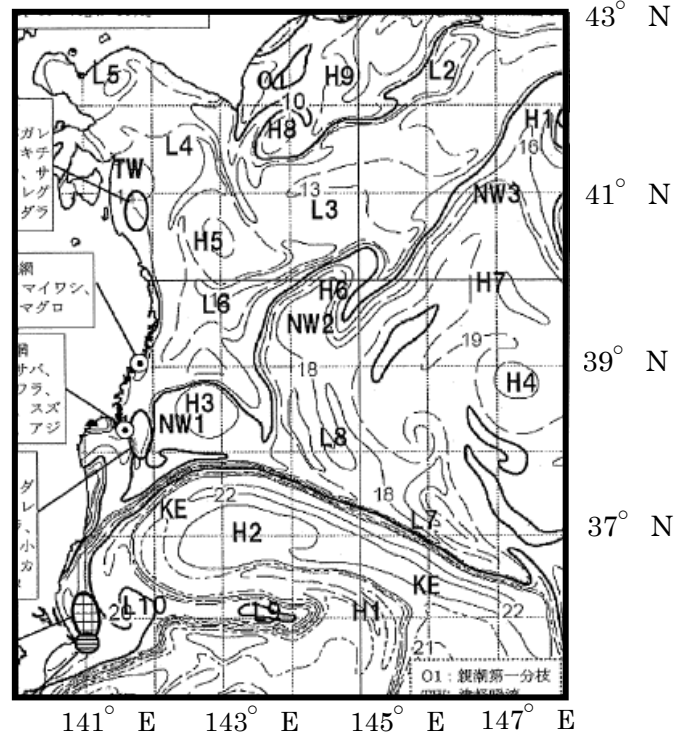 43° N
L5
O1
H9
L2
10
H8
H1
16
ガレ
キチ
、サ
レグ
ダラ
L4
TW
13
NW3
41° N
L3
H5
網
マイワシ、
マグロ
L6
H6
H7
NW2
19
39° N
18
H4
網
サバ、
ワラ、
スズ
アジ
H3
NW1
L8
18
ダ
レ
、小
カ
22
KE
H2
L7
37° N
KE
20
L10
L9
H1
22
21
O1：親潮第一分枝
141° E
143° E
145° E
147° E